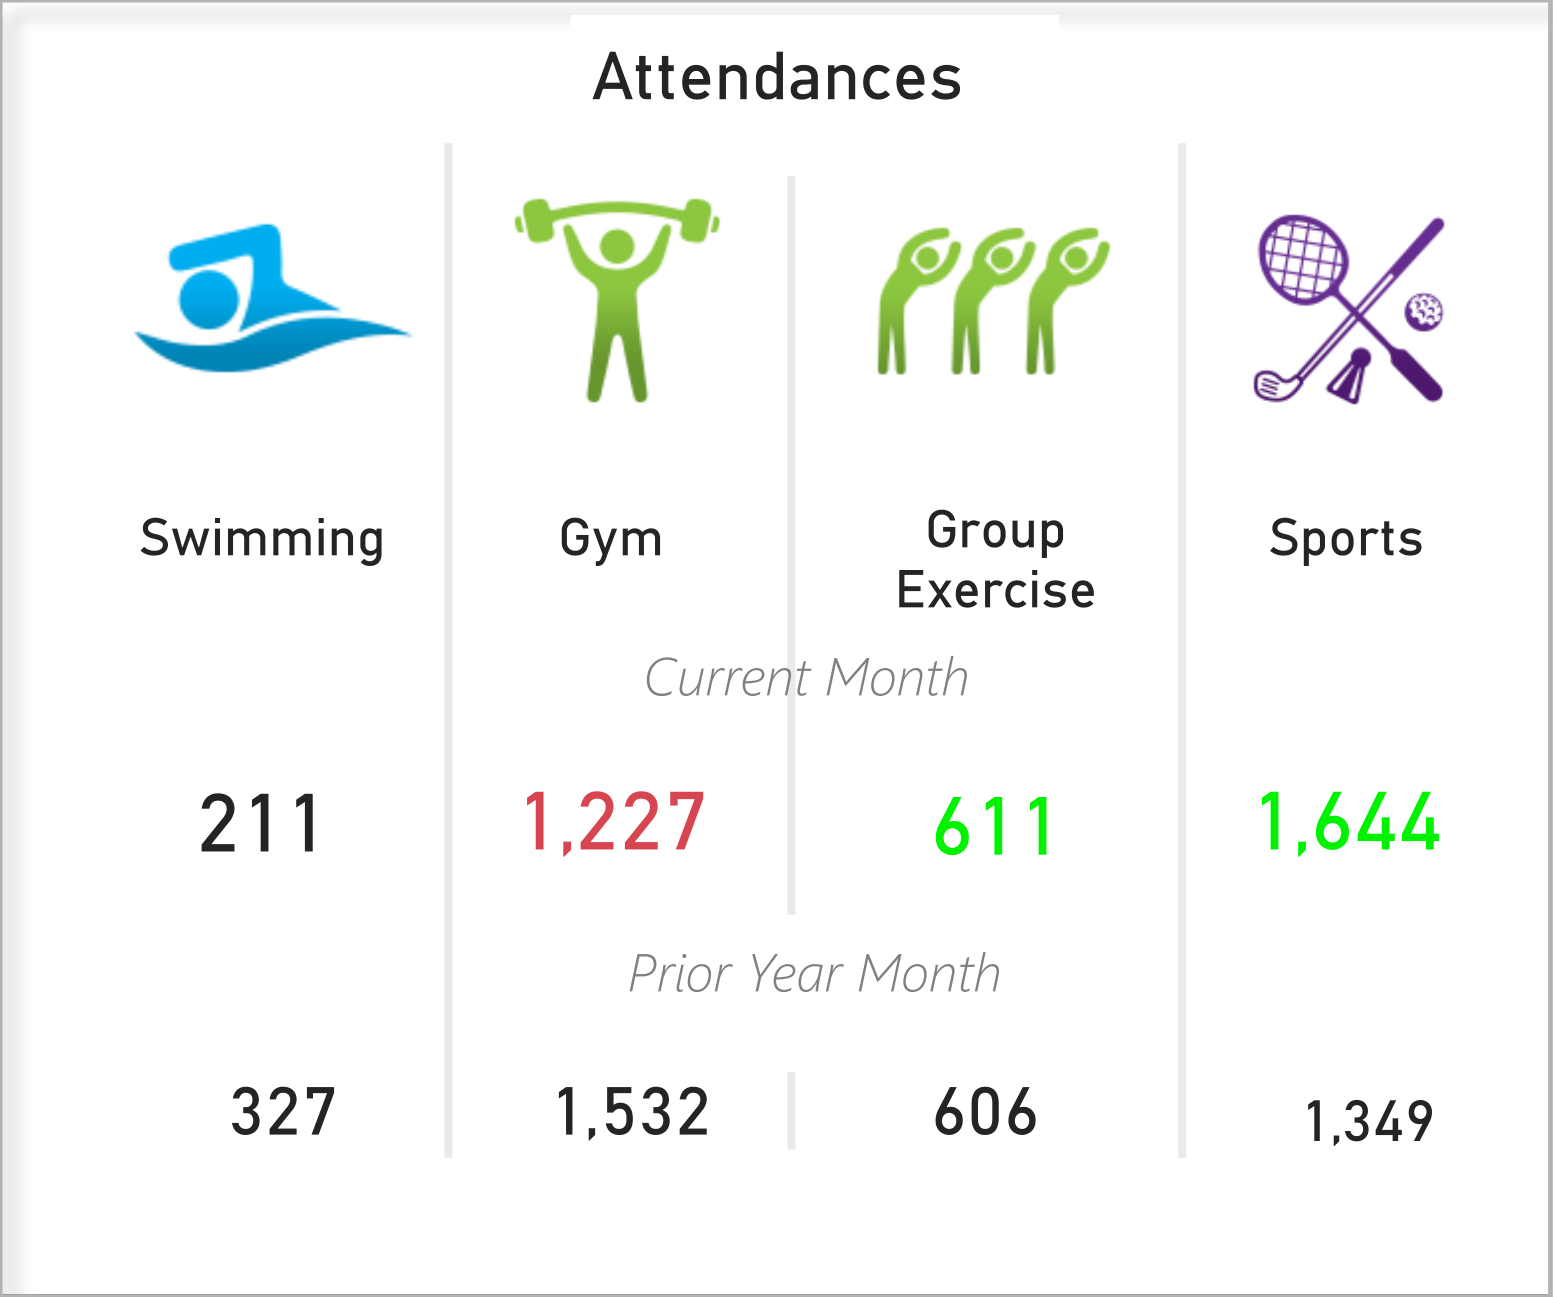 Attendances
Swimming
Gym
Group
Exercise
Sports
Current Month
211
1,227
611
1,644
Prior Year Month
327
1,532
606
1,349